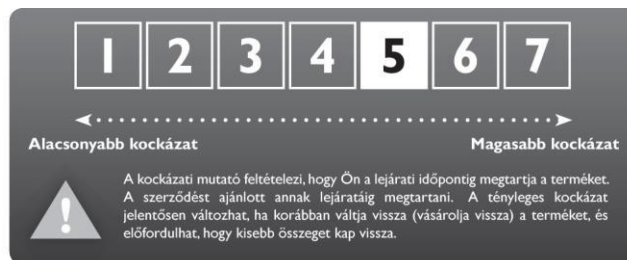 1 2 3 4 5 6 7
Alacsonyabb kockázat Magasabb kockázat
A kockázati mutató feltételezi, hogy Ön a lejárati időpontig megtartja a terméket.
A szerződést ajánlott annak lejáratáig megtartani. A tényleges kockázat
jelentősen változhat, ha korábban váltja vissza (vásárolja vissza) a terméket, és
előfordulhat, hogy kisebb összeget kap vissza.